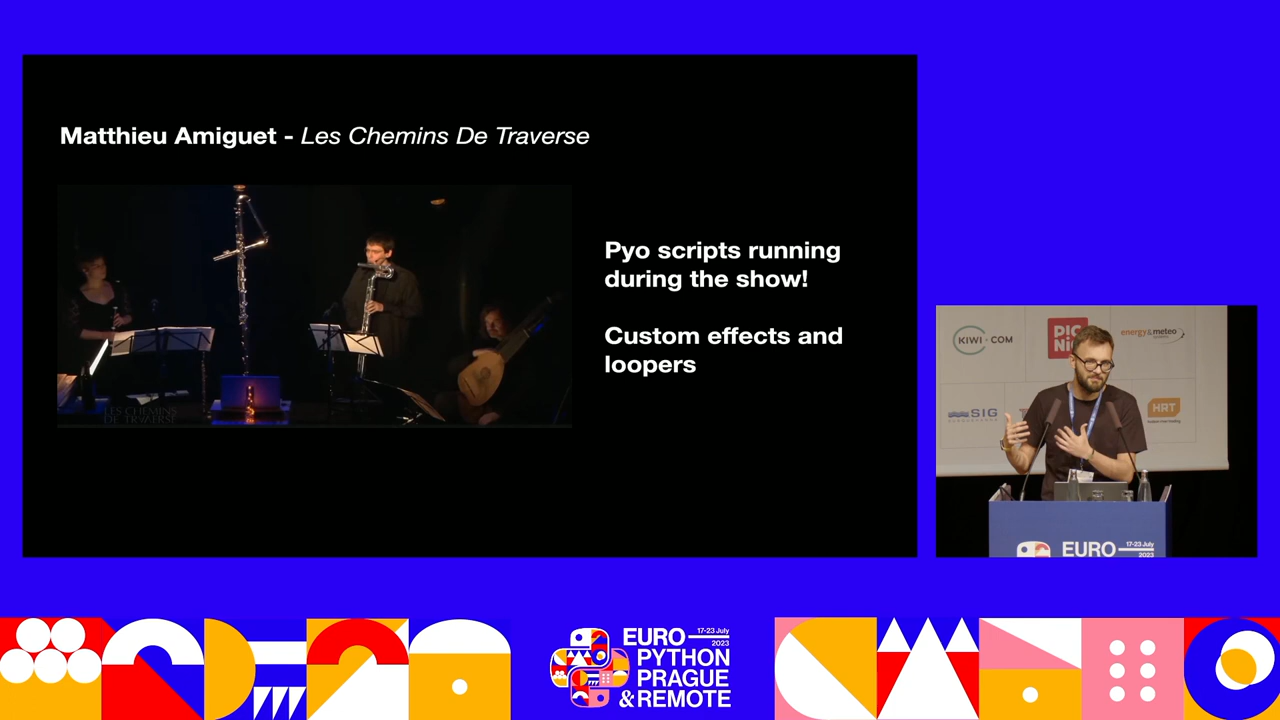 Matthieu Amiguet - Les Chemins De Traverse
Pyo scripts running
during the show!
Custom effects and
loopers
LES CHEMINS
DE TRAVERSE
KIWI·COM
PIC
NIC
energy & meteo
SIG
HRT
EURO
17-23 July
2023
EURO
17-23 July
2023
PYTHON
PRAGUE
& REMOTE